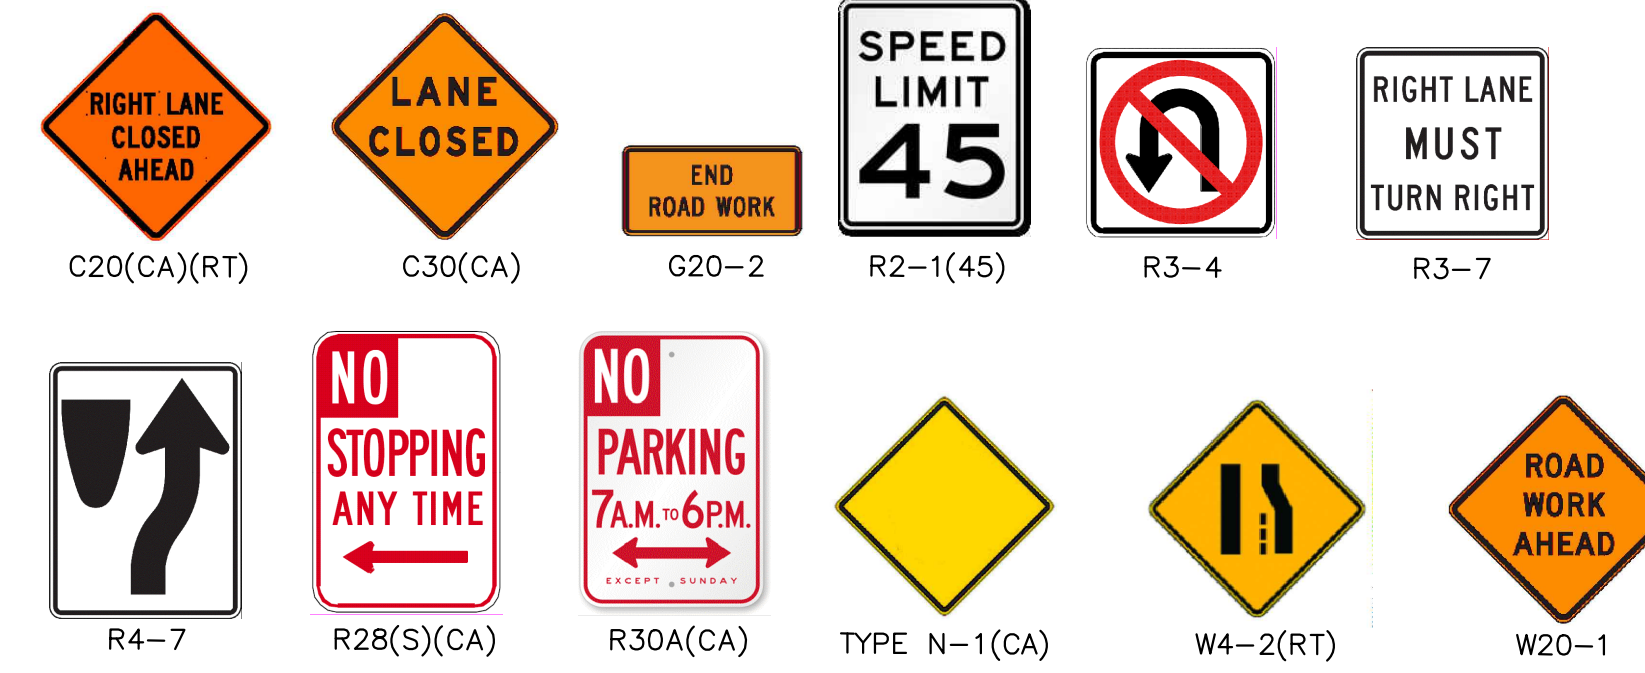 RIGHT LANE
CLOSED
AHEAD
C20(CA)(RT)
LANE
CLOSED
C30(CA)
END
ROAD WORK
G20-2
SPEED
LIMIT
45
R2-1(45)
R3-4
RIGHT LANE
MUST
TURN RIGHT
R3-7
R4-7
NO
STOPPING
ANY TIME
R28(S)(CA)
NO
PARKING
7A.M. TO 6P.M.
EXCEPT SUNDAY
R30A(CA)
TYPE N-1(CA)
W4-2(RT)
ROAD
WORK
AHEAD
W20-1